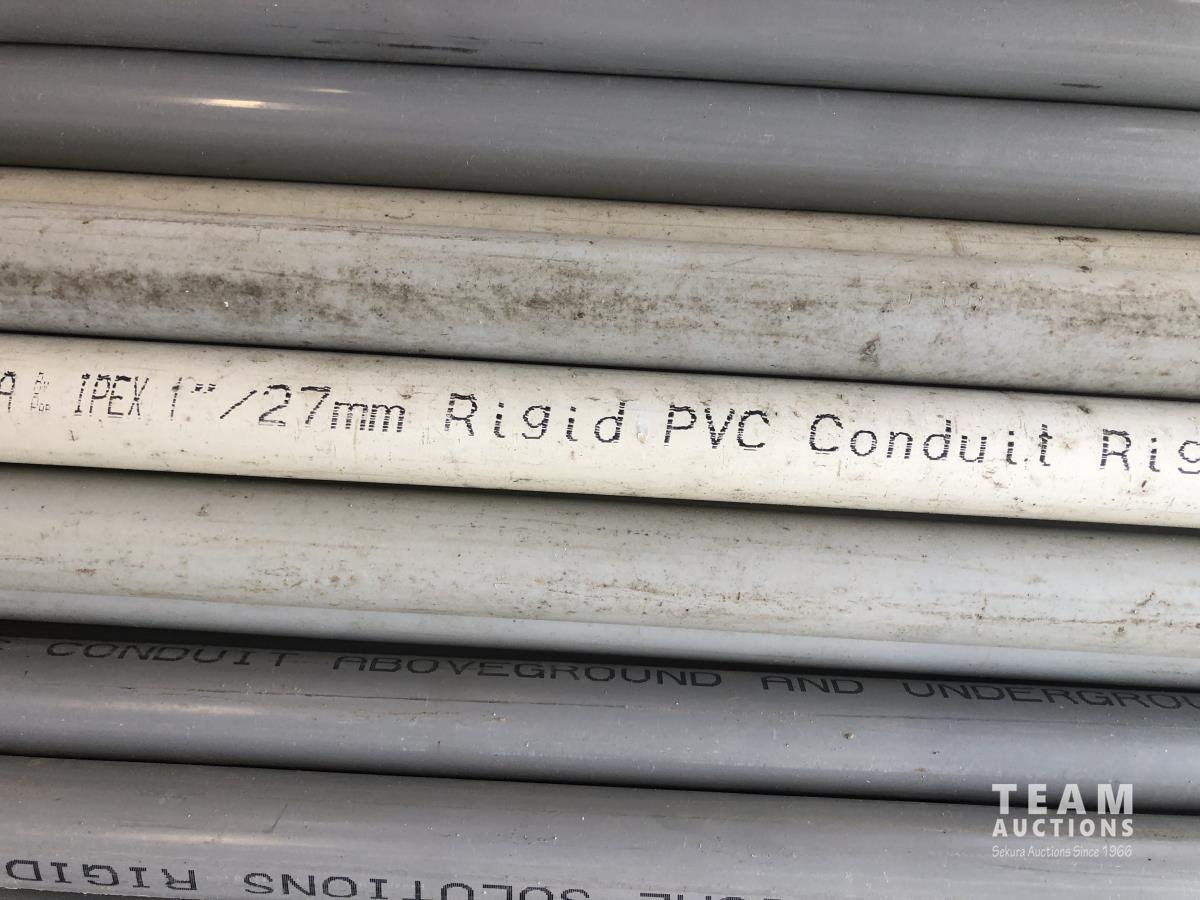 IPEX 1"/27mm Rigid PVC Conduit Rig
CONDUIT ABOVEGROUND AND UNDERGROU
SOLUTIONS RIGID
TEAM
AUCTIONS
Sekura Auctions Since 1966